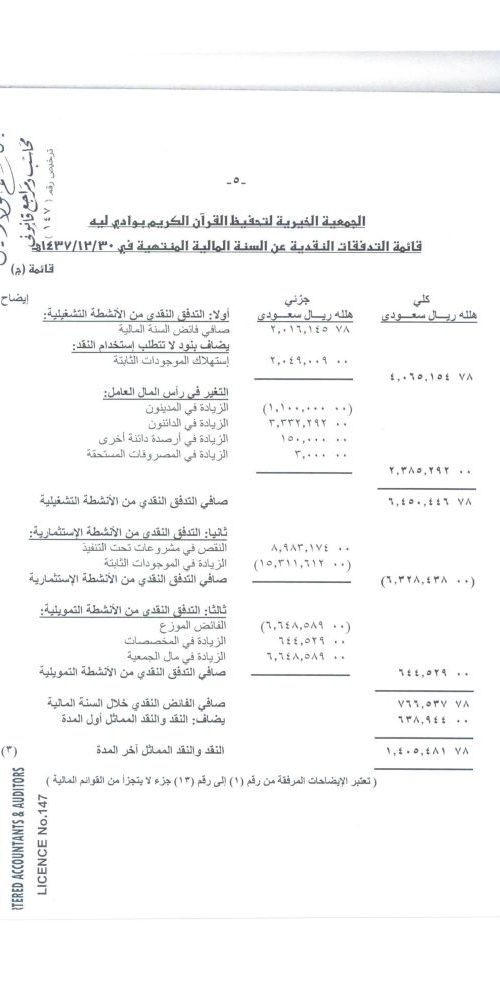 -٥-
الجمعية الخيرية لتحفيظ القرآن الكريم بوادي ليه
قائمة التدفقات النقدية عن السنة المالية المنتهية في ١٤٣٧/١٢/٣٠هـ
قائمة (ج)
إيضاح جزئي كلي
أولا: التدفق النقدي من الأنشطة التشغيلية: هلله ريـال سعـودي هلله ريـال سعـودي
صافي فائض السنة المالية ٢,٠١٦,١٤٥ ٧٨
يضاف بنود لا تتطلب إستخدام النقد:
إستهلاك الموجودات الثابتة ٢,٠٤٩,٠٠٩ ٠٠
٤,٠٦٥,١٥٤ ٧٨
التغير في رأس المال العامل:
الزيادة في المدينون (١,١٠٠,٠٠٠ ٠٠)
الزيادة في الدائنون ٣,٣٣٢,٢٩٢ ٠٠
الزيادة في أرصدة دائنة أخرى ١٥٠,٠٠٠ ٠٠
الزيادة في المصروفات المستحقة ٣,٠٠٠ ٠٠
٢,٣٨٥,٢٩٢ ٠٠
صافي التدفق النقدي من الأنشطة التشغيلية ٦,٤٥٠,٤٤٦ ٧٨
ثانيا: التدفق النقدي من الأنشطة الإستثمارية:
النقص في مشروعات تحت التنفيذ ٨,٩٨٣,١٧٤ ٠٠
الزيادة في الموجودات الثابتة (١٥,٣١١,٦١٢ ٠٠)
صافي التدفق النقدي من الأنشطة الإستثمارية (٦,٣٢٨,٤٣٨ ٠٠)
ثالثا: التدفق النقدي من الأنشطة التمويلية:
الفائض الموزع (٦,٦٤٨,٥٨٩ ٠٠)
الزيادة في المخصصات ٦٤٤,٥٢٩ ٠٠
الزيادة في مال الجمعية ٦,٦٤٨,٥٨٩ ٠٠
صافي التدفق النقدي من الأنشطة التمويلية ٦٤٤,٥٢٩ ٠٠
صافي الفائض النقدي خلال السنة المالية ٧٦٦,٥٣٧ ٧٨
يضاف: النقد والنقد المماثل أول المدة ٦٣٨,٩٤٤ ٠٠
النقد والنقد المماثل آخر المدة (٣) ١,٤٠٥,٤٨١ ٧٨
( تعتبر الإيضاحات المرفقة من رقم (١) إلى رقم (١٣) جزء لا يتجزأ من القوائم المالية )
محاسب ومراجع قانوني
ترخيص رقم (١٤٧)
TERED ACCOUNTANTS & AUDITORS
LICENCE No.147